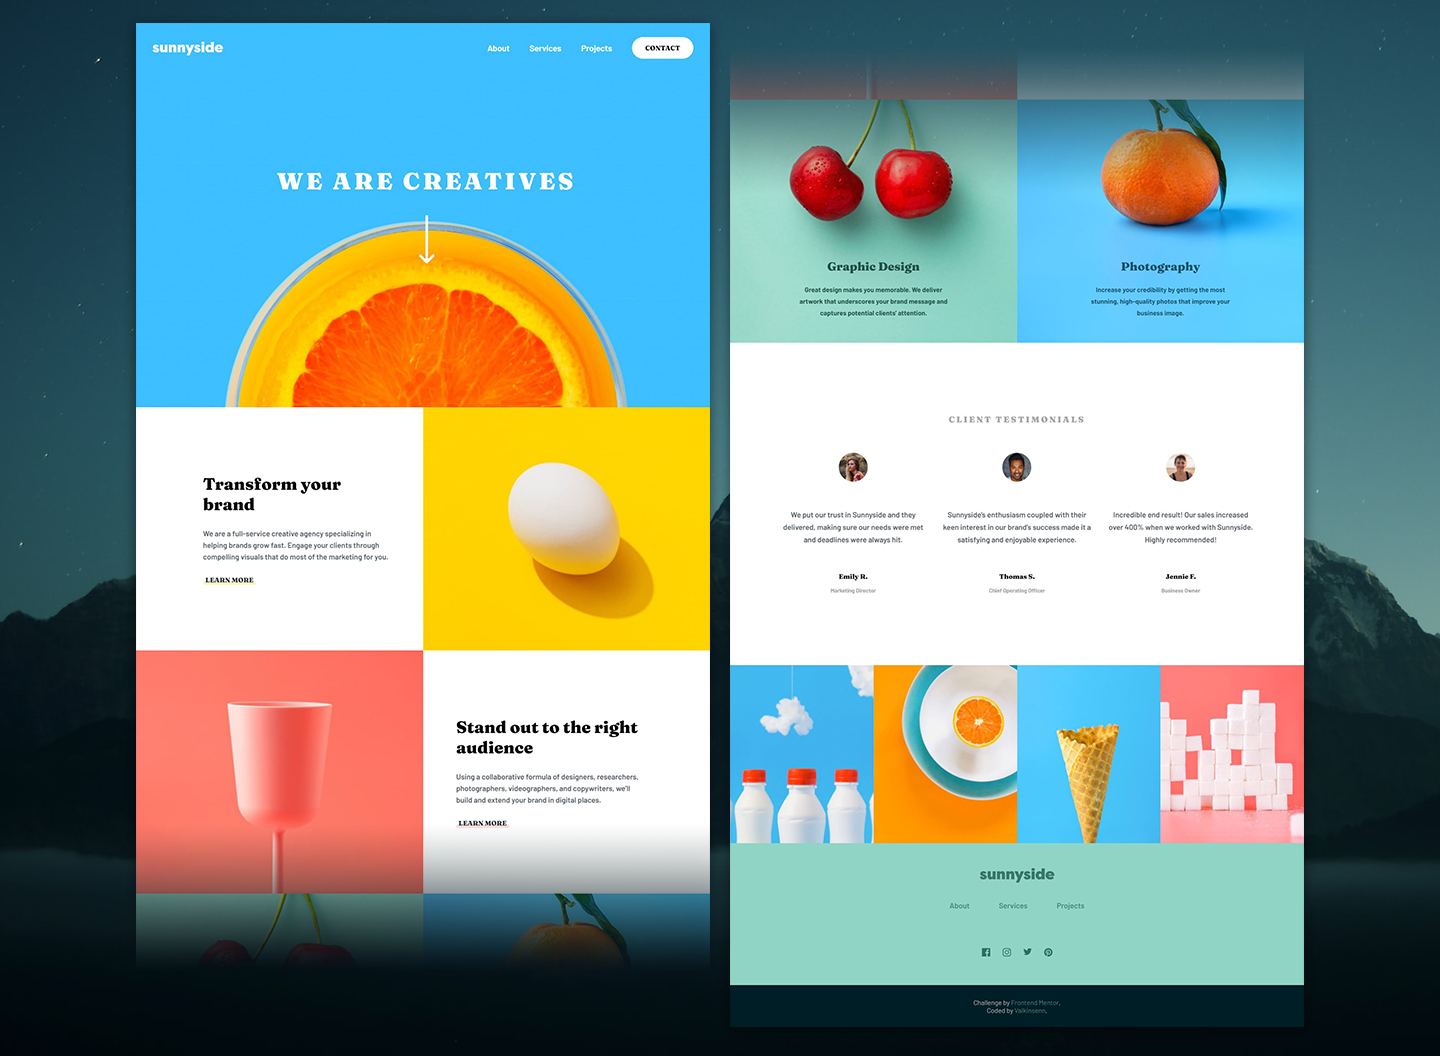 sunnyside
About
Services
Projects
CONTACT
WE ARE CREATIVES
Transform your
brand
We are a full-service creative agency specializing in
helping brands grow fast. Engage your clients through
compelling visuals that do most of the marketing for you.
LEARN MORE
Stand out to the right
audience
Using a collaborative formula of designers, researchers,
photographers, videographers, and copywriters, we'll
build and extend your brand in digital places.
LEARN MORE
Graphic Design
Great design makes you memorable. We deliver
artwork that underscores your brand message and
captures potential clients' attention.
Photography
Increase your credibility by getting the most
stunning, high-quality photos that improve your
business image.
CLIENT TESTIMONIALS
We put our trust in Sunnyside and they
delivered, making sure our needs were met
and deadlines were always hit.
Emily R.
Marketing Director
Sunnyside's enthusiasm coupled with their
keen interest in our brand's success made it a
satisfying and enjoyable experience.
Thomas S.
Chief Operating Officer
Incredible end result! Our sales increased
over 400% when we worked with Sunnyside.
Highly recommended!
Jennie F.
Business Owner
sunnyside
About
Services
Projects
Challenge by Frontend Mentor.
Coded by Valkinsenn.